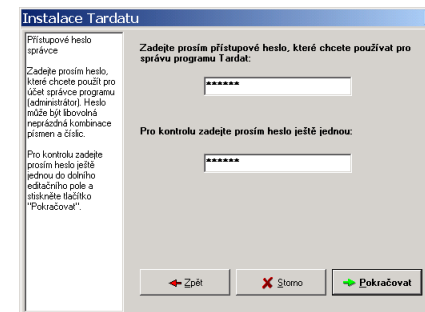 Instalace Tardatu
Přístupové heslo
správce
Zadejte prosím heslo,
které chcete použít pro
účet správce programu
(administrátor). Heslo
může být libovolná
neprázdná kombinace
písmen a číslic.
Pro kontrolu zadejte
prosím heslo ještě
jednou do dolního
editačního pole a
stiskněte tlačítko
"Pokračovat".
Zadejte prosím přístupové heslo, které chcete používat pro
správu programu Tardat:
******
Pro kontrolu zadejte prosím heslo ještě jednou:
******
Zpět
Storno
Pokračovat